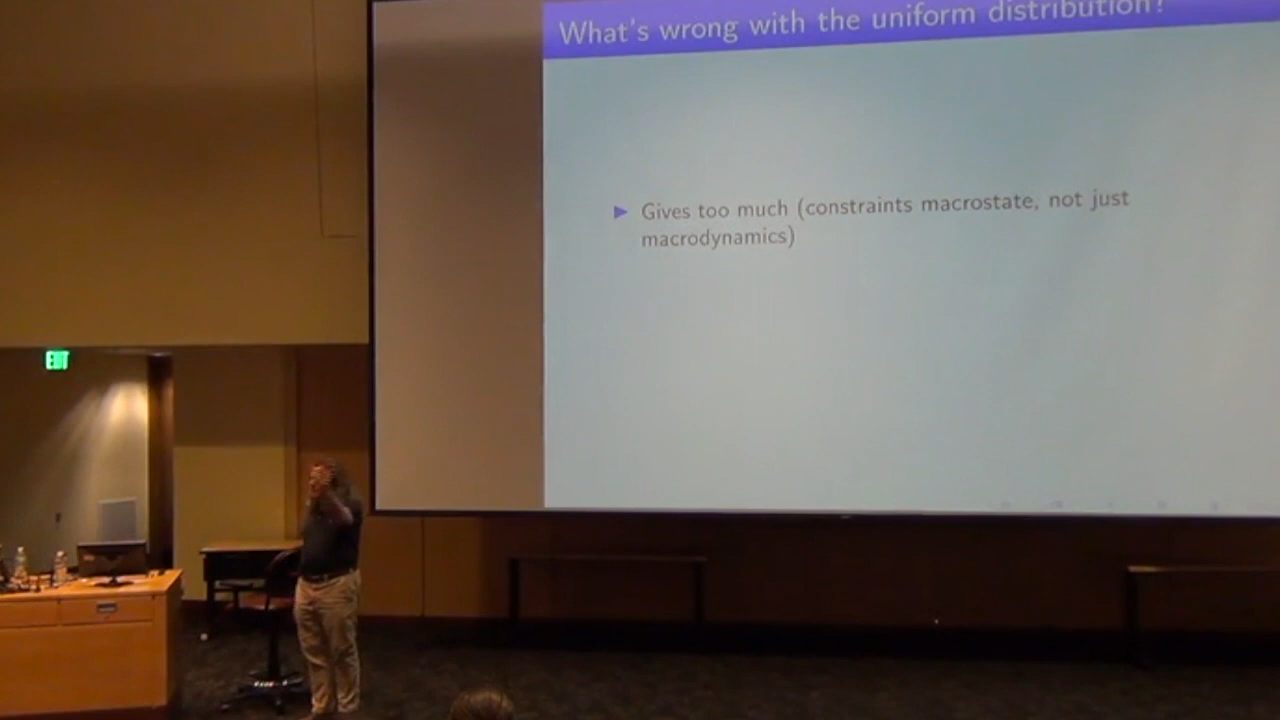 What's wrong with the uniform distribution?
Gives too much (constraints macrostate, not just
macrodynamics)
EXIT